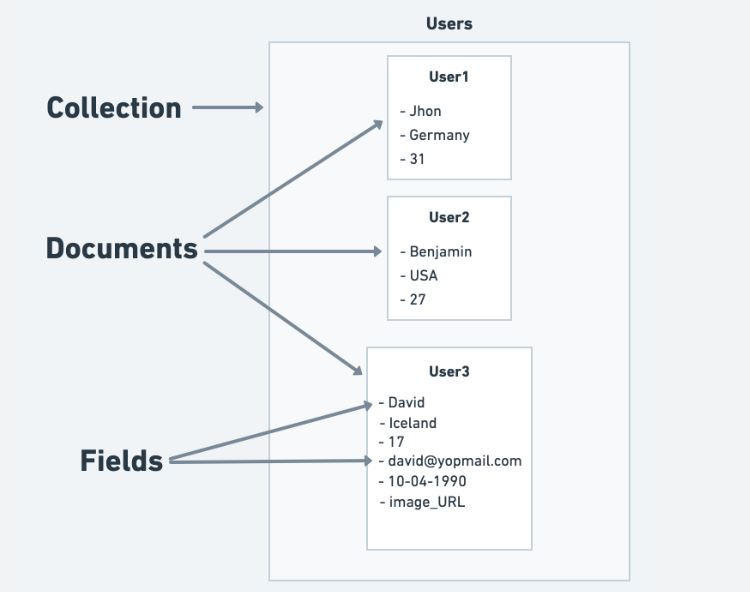 Users
Collection
User1
- Jhon
- Germany
- 31
Documents
User2
- Benjamin
- USA
- 27
User3
- David
- Iceland
- 17
- david@yopmail.com
- 10-04-1990
- image_URL
Fields